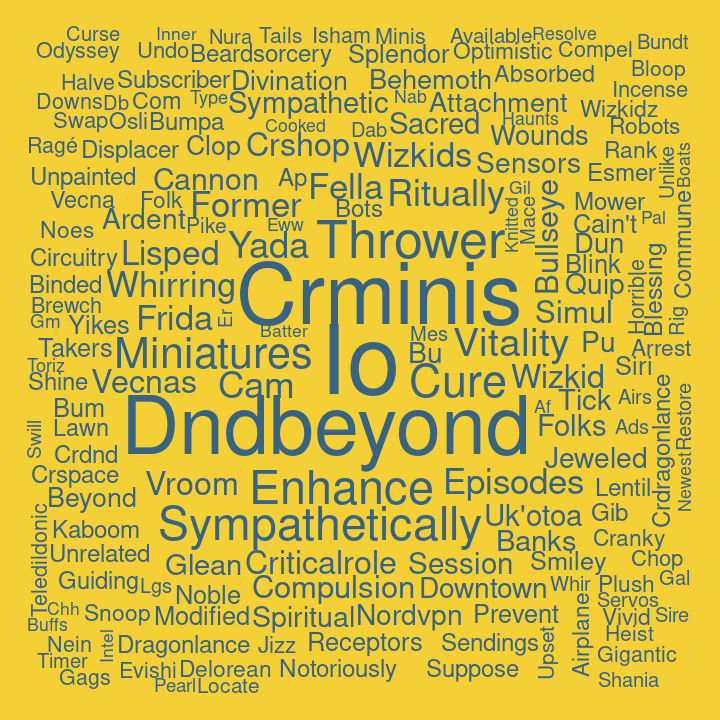 Curse Inner Nura Tails Isham Minis Available Resolve Bundt
Odyssey Undo Beardsorcery Splendor Optimistic Compel
Halve Subscriber Divination Behemoth Absorbed Bloop
Downs Db Com Type Sympathetic Nab Attachment Wizkidz Incense
Swap Osli Bumpa Cooked Dab Sacred Haunts Robots
Ragé Displacer Clop Crshop Wizkids Wounds Rank Unlike Boats
Unpainted Cannon Ap Fella Ritually Sensors Esmer
Vecna Folk Former Bots Knitted Gil Mace Bullseye Mower Commune
Noes Ardent Pike Eww Cain't Pal
Circuitry Lisped Yada Thrower Dun
Binded Whirring Crminis Blink Quip Horrible Blessing Rig
Brewch
Gm Yikes Frida Er Batter Simul
Takers Miniatures Io Mes Bu Vitality Pu Arrest
Toriz
Shine Vecnas Cam Cure Wizkid Siri
Bum Dndbeyond Af Tick Airs
Swill Lawn Folks Ads Crdragonlance Newest Restore
Crdnd
Crspace Vroom Enhance Episodes Jeweled Lentil
Beyond
Teledildonic Kaboom Sympathetically Uk'otoa Gib
Unrelated Banks Cranky
Guiding Glean Criticalrole Session Smiley Chop
Lgs Noble Compulsion Downtown Whir Plush Gal
Chh Snoop Modified Spiritual Nordvpn Prevent Servos
Buffs Vivid Sire
Nein Intel Dragonlance Jizz Receptors Sendings Upset Airplane Heist
Timer Evishi Delorean Notoriously Suppose Gigantic
Gags Pearl Locate Shania